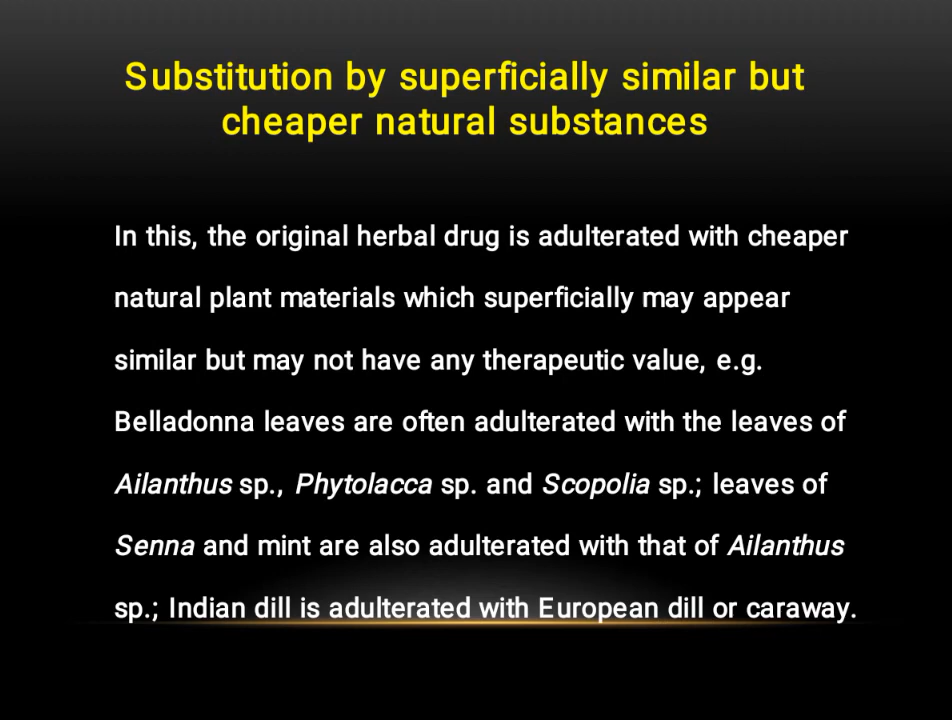 Substitution by superficially similar but
cheaper natural substances
In this, the original herbal drug is adulterated with cheaper
natural plant materials which superficially may appear
similar but may not have any therapeutic value, e.g.
Belladonna leaves are often adulterated with the leaves of
Ailanthus sp., Phytolacca sp. and Scopolia sp.; leaves of
Senna and mint are also adulterated with that of Ailanthus
sp.; Indian dill is adulterated with European dill or caraway.